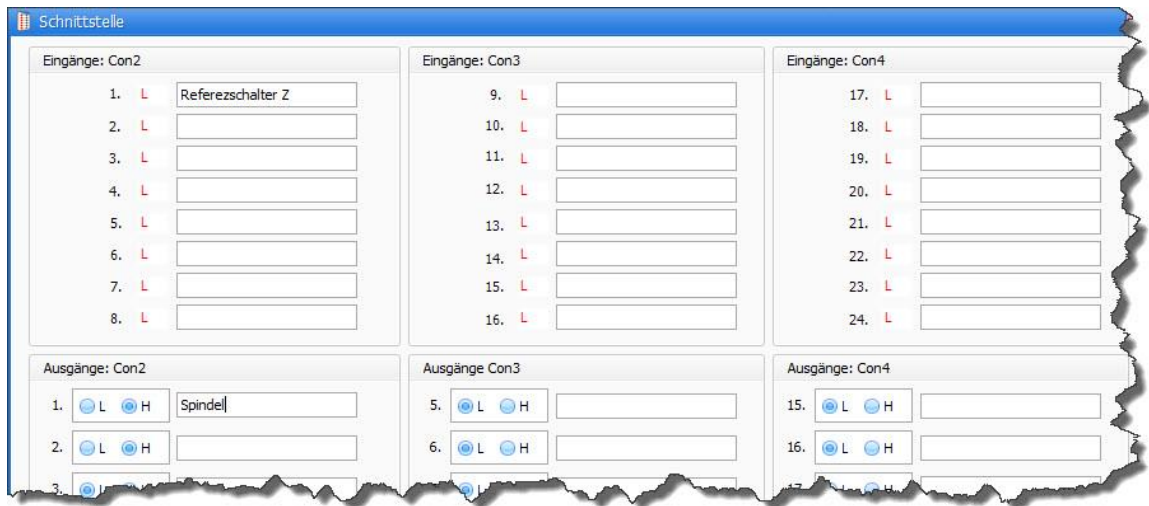 Schnittstelle
Eingänge: Con2
1. L Referezschalter Z
2. L
3. L
4. L
5. L
6. L
7. L
8. L
Eingänge: Con3
9. L
10. L
11. L
12. L
13. L
14. L
15. L
16. L
Eingänge: Con4
17. L
18. L
19. L
20. L
21. L
22. L
23. L
24. L
Ausgänge: Con2
1. L H Spindel
2. L H
3.
Ausgänge Con3
5. L H
6. L H
Ausgänge: Con4
15. L H
16. L H